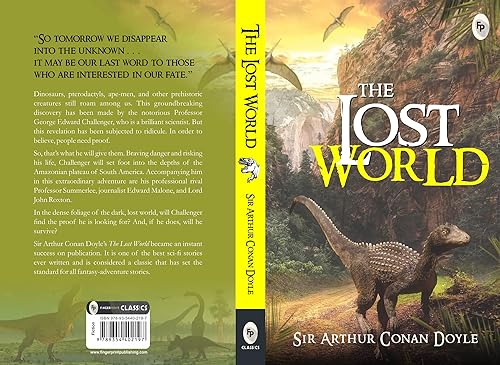 “SO TOMORROW WE DISAPPEAR
INTO THE UNKNOWN . . .
IT MAY BE OUR LAST WORD TO THOSE
WHO ARE INTERESTED IN OUR FATE.”
Dinosaurs, pterodactyls, ape-men, and other prehistoric
creatures still roam among us. This groundbreaking
discovery has been made by the notorious Professor
George Edward Challenger, who is a brilliant scientist. But
this revelation has been subjected to ridicule. In order to
believe, people need proof.
So, that’s what he will give them. Braving danger and risking
his life, Challenger will set foot into the depths of the
Amazonian plateau of South America. Accompanying him
in this extraordinary adventure are his professional rival
Professor Summerlee, journalist Edward Malone, and Lord
John Roxton.
In the dense foliage of the dark, lost world, will Challenger
find the proof he is looking for? And, if he does, will he
survive?
Sir Arthur Conan Doyle’s The Lost World became an instant
success on publication. It is one of the best sci-fi stories
ever written and is considered a classic that has set the
standard for all fantasy-adventure stories.
FINGERPRINT CLASSICS
www.fingerprintpublishing.com
Fiction
9 789354 402197
THE LOST WORLD
SIR ARTHUR CONAN DOYLE
FP
CLASSICS
FP
THE
LOST
WORLD
SIR ARTHUR CONAN DOYLE